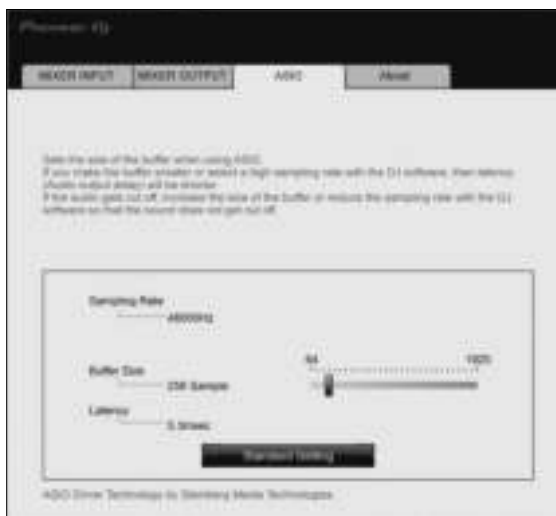 Pioneer Dj
MIXER INPUT
MIXER OUTPUT
ASIO
About
Sets the size of the buffer when using ASIO.
If you make the buffer smaller or select a high sampling rate with the DJ software, then latency
(Audio output delay) will be shorter.
If the audio gets cut off, increase the size of the buffer or reduce the sampling rate with the DJ
software so that the sound does not get cut off.
Sampling Rate
48000Hz
Buffer Size
256 Sample
64
Latency
Standard Setting
ASIO Driver Technology by Steinberg Media Technologies